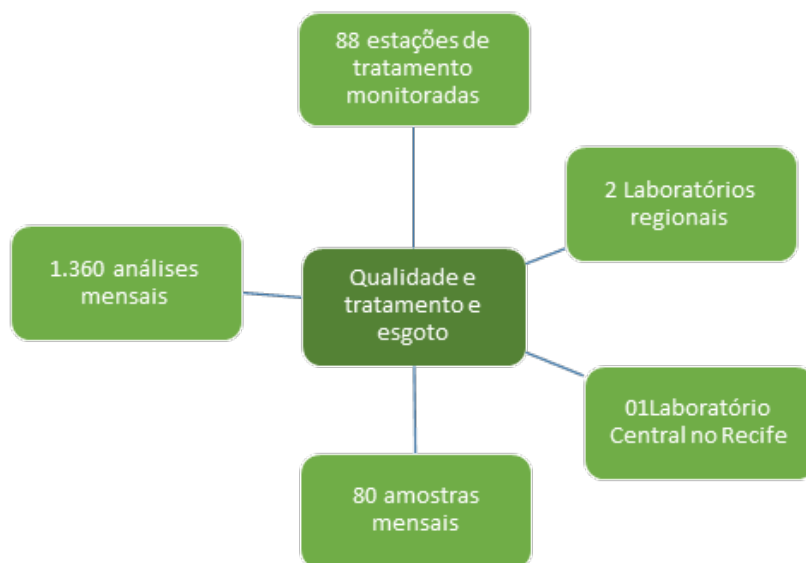 88 estações de
tratamento
monitoradas
2 Laboratórios
regionais
1.360 análises
mensais
Qualidade e
tratamento e
esgoto
01Laboratório
Central no Recife
80 amostras
mensais